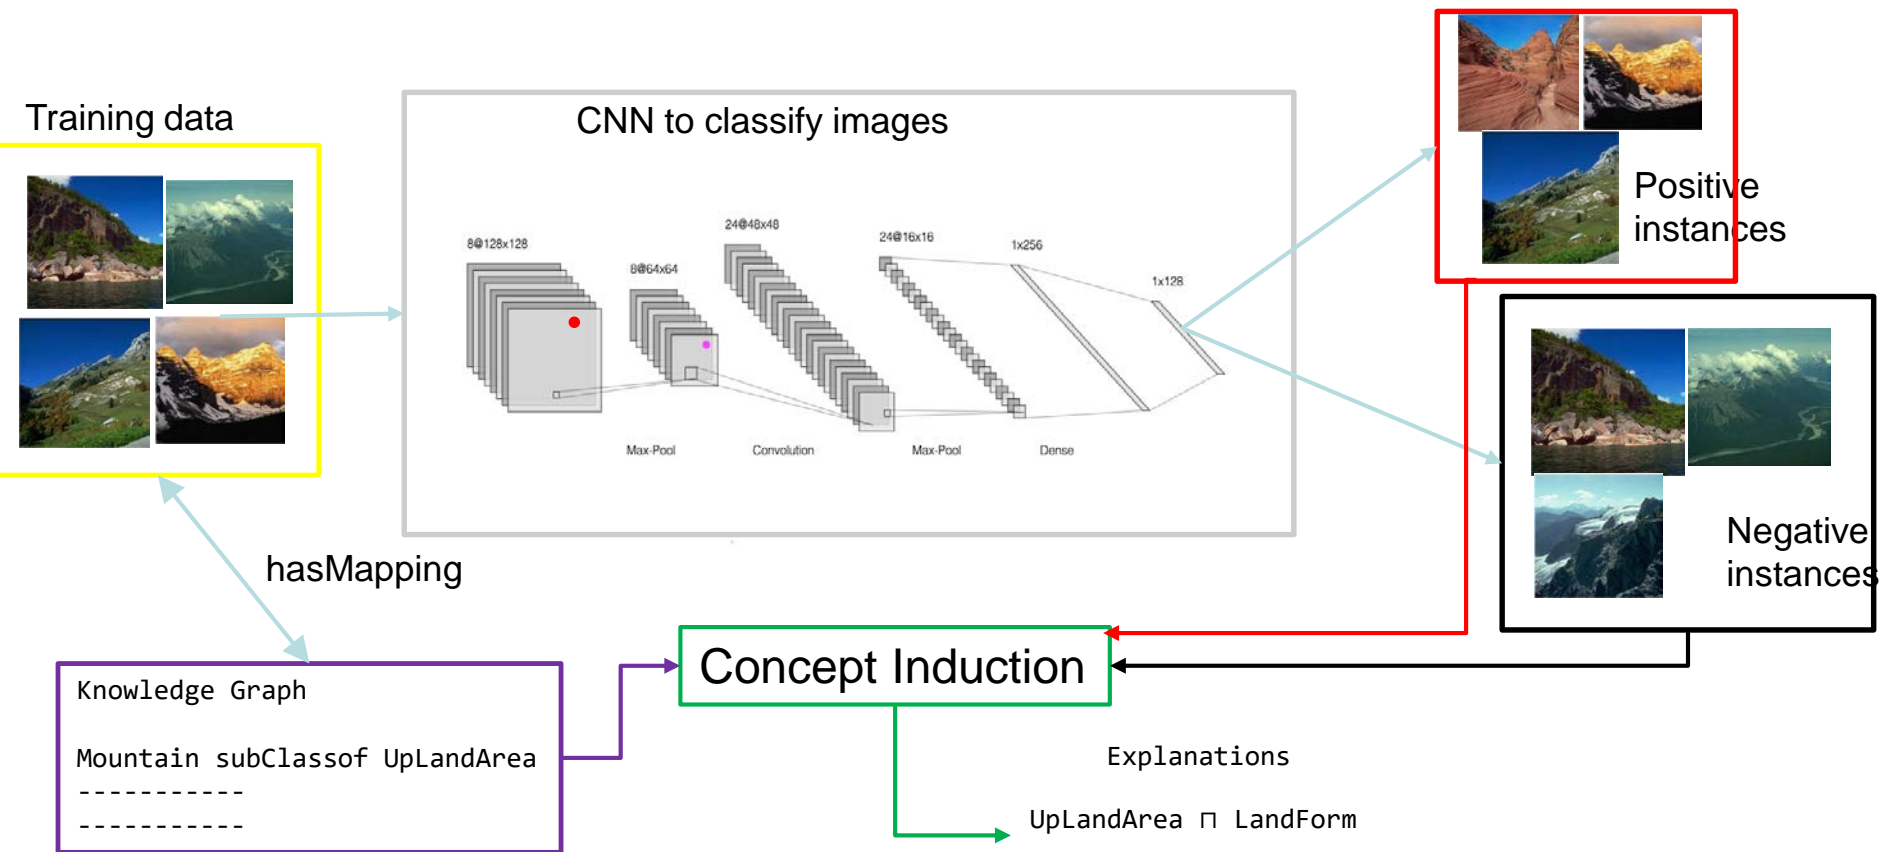 Training data
CNN to classify images
8@128x128
8@64x64
24@48x48
24@16x16
1x256
1x128
Max-Pool
Convolution
Max-Pool
Dense
Positive
instances
Negative
instances
hasMapping
Knowledge Graph
Mountain subClassof UpLandArea
-----------
-----------
Concept Induction
Explanations
UpLandArea ⊓ LandForm